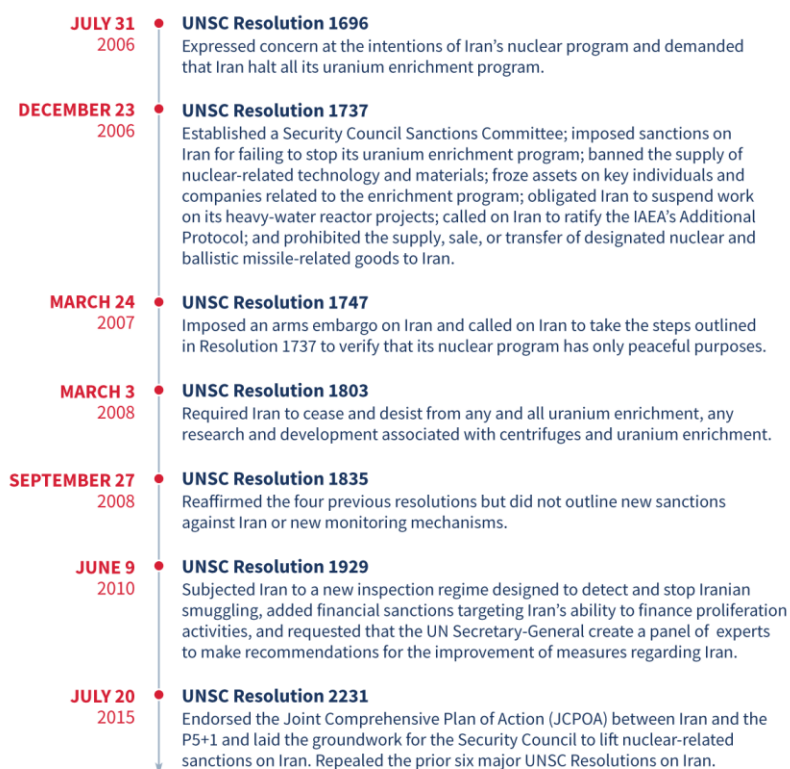 JULY 31
2006
UNSC Resolution 1696
Expressed concern at the intentions of Iran’s nuclear program and demanded
that Iran halt all its uranium enrichment program.
DECEMBER 23
2006
UNSC Resolution 1737
Established a Security Council Sanctions Committee; imposed sanctions on
Iran for failing to stop its uranium enrichment program; banned the supply of
nuclear-related technology and materials; froze assets on key individuals and
companies related to the enrichment program; obligated Iran to suspend work
on its heavy-water reactor projects; called on Iran to ratify the IAEA’s Additional
Protocol; and prohibited the supply, sale, or transfer of designated nuclear and
ballistic missile-related goods to Iran.
MARCH 24
2007
UNSC Resolution 1747
Imposed an arms embargo on Iran and called on Iran to take the steps outlined
in Resolution 1737 to verify that its nuclear program has only peaceful purposes.
MARCH 3
2008
UNSC Resolution 1803
Required Iran to cease and desist from any and all uranium enrichment, any
research and development associated with centrifuges and uranium enrichment.
SEPTEMBER 27
2008
UNSC Resolution 1835
Reaffirmed the four previous resolutions but did not outline new sanctions
against Iran or new monitoring mechanisms.
JUNE 9
2010
UNSC Resolution 1929
Subjected Iran to a new inspection regime designed to detect and stop Iranian
smuggling, added financial sanctions targeting Iran’s ability to finance proliferation
activities, and requested that the UN Secretary-General create a panel of experts
to make recommendations for the improvement of measures regarding Iran.
JULY 20
2015
UNSC Resolution 2231
Endorsed the Joint Comprehensive Plan of Action (JCPOA) between Iran and the
P5+1 and laid the groundwork for the Security Council to lift nuclear-related
sanctions on Iran. Repealed the prior six major UNSC Resolutions on Iran.